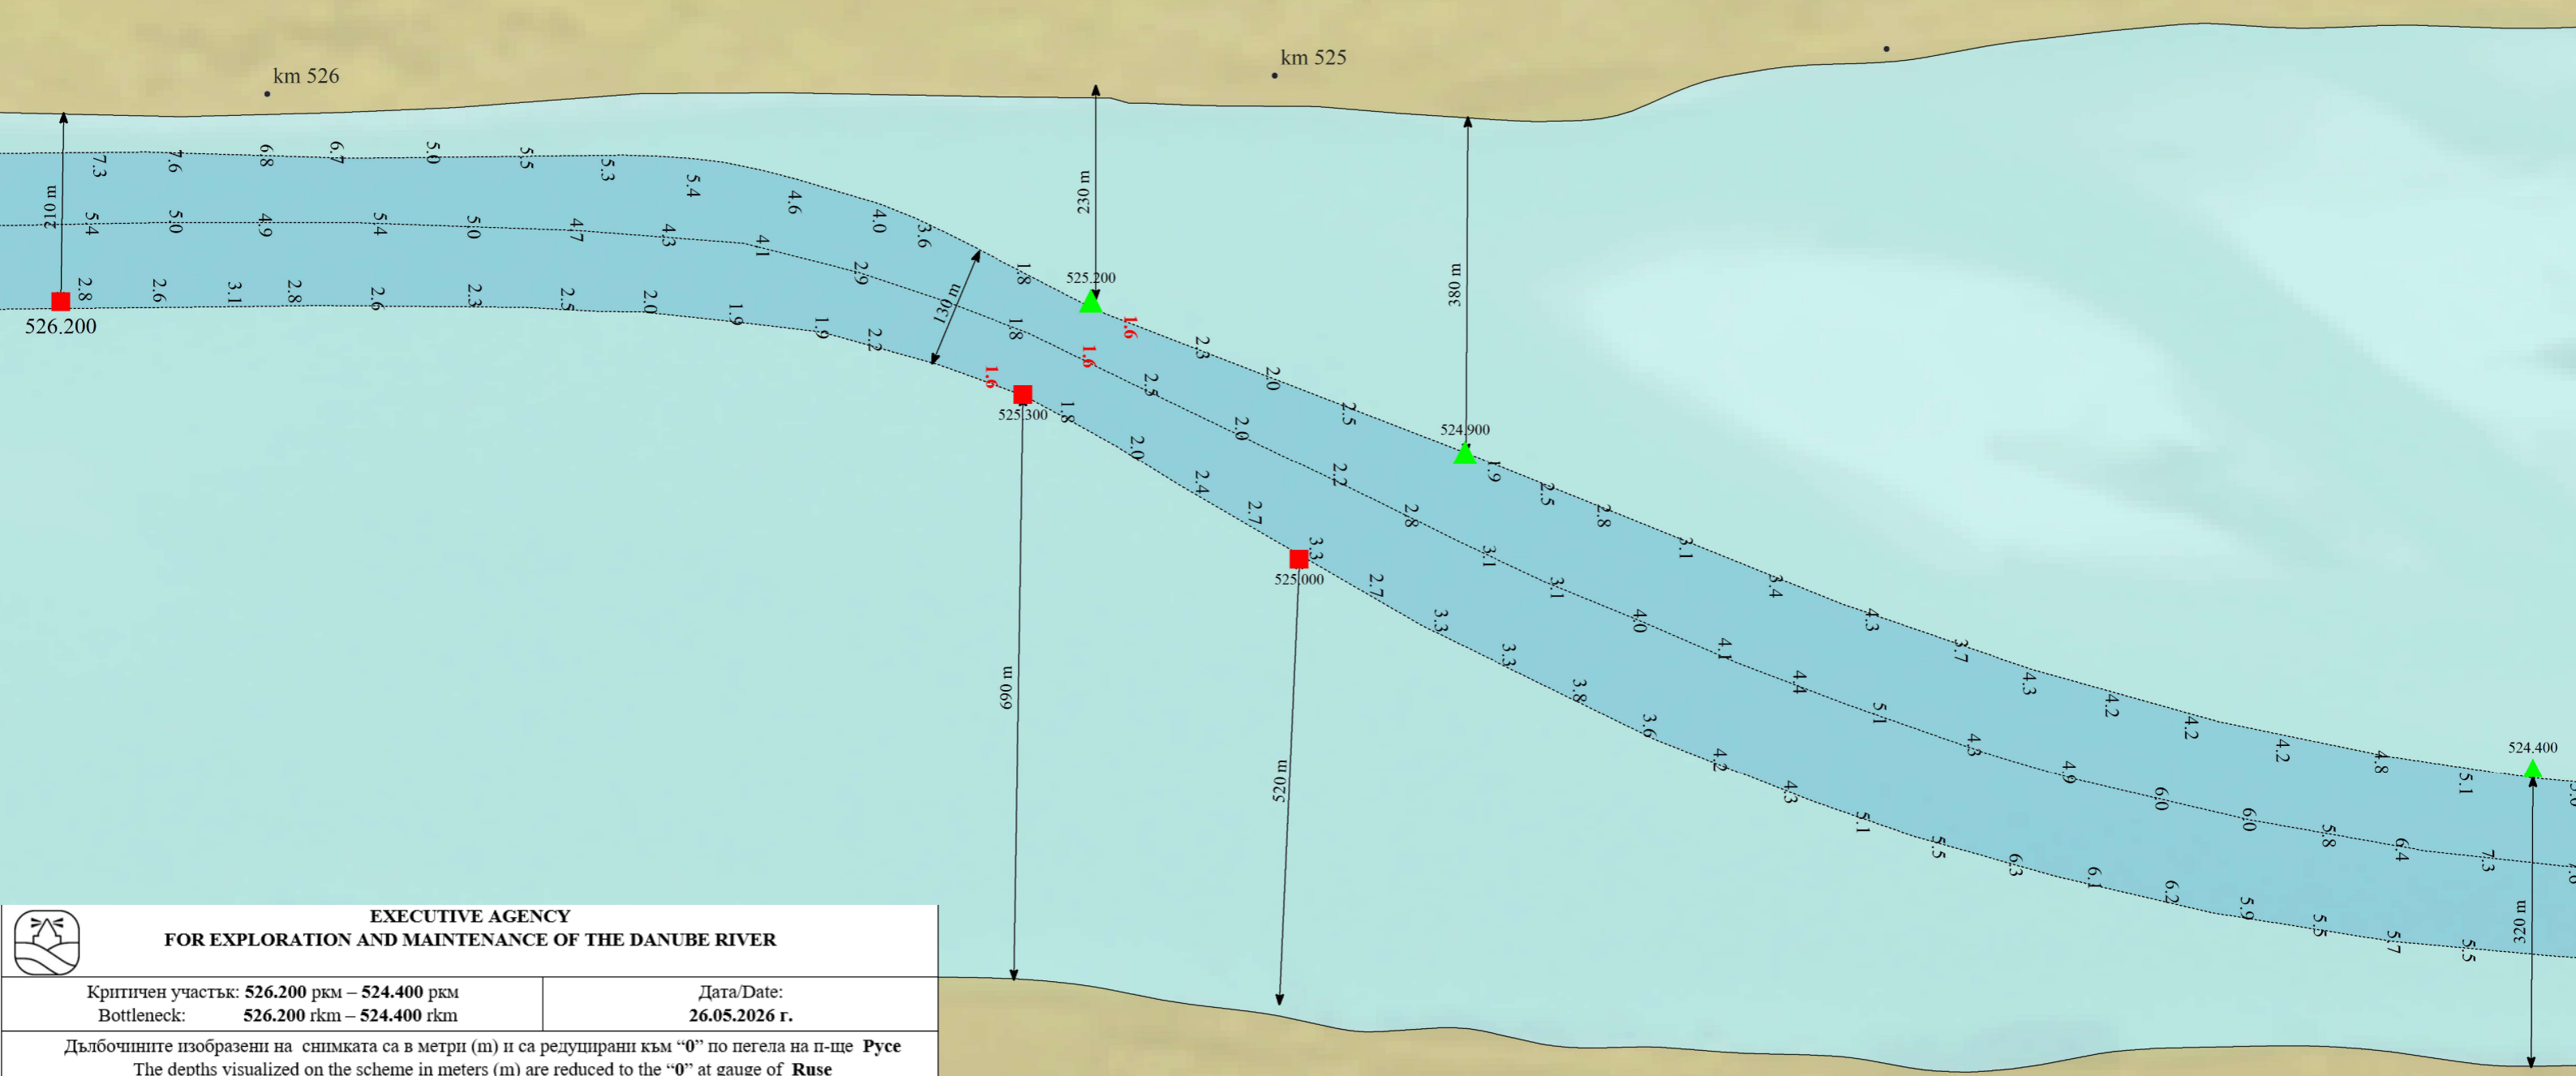 km 526
km 525
210 m
230 m
380 m
7.3 7.6 6.8 6.7 5.0 5.5 5.3 5.4 4.6 4.0 3.6 1.8
525.200
1.6 2.3 2.0 2.5
524.900
1.9 2.5 2.8 3.1 3.4 4.3 3.7 4.3 4.2 4.2 4.2 4.8 5.1
524.400
5.4 5.0 4.9 5.4 5.0 4.7 4.3 4.1 2.9 1.8 1.6 2.5 2.0 2.2 2.8 3.1 3.1 4.0 4.1 4.4 5.1 4.3 4.9 6.0 6.0 5.8 6.4 7.3
130 m
2.8 2.6 3.1 2.8 2.6 2.3 2.5 2.0 1.9 1.9 2.2 1.6 1.8 2.0 2.4 2.7 3.3 2.7 3.3 3.3 3.8 3.6 4.2 4.3 5.1 5.5 6.3 6.1 6.2 5.9 5.5 5.7 5.5
526.200
525.300
525.000
690 m
520 m
320 m
EXECUTIVE AGENCY
FOR EXPLORATION AND MAINTENANCE OF THE DANUBE RIVER
Критичен участък: 526.200 ркм – 524.400 ркм
Bottleneck: 526.200 rkm – 524.400 rkm
Дата/Date:
26.05.2026 г.
Дълбочините изобразени на снимката са в метри (m) и са редуцирани към “0” по пегела на п-ще Русе
The depths visualized on the scheme in meters (m) are reduced to the “0” at gauge of Ruse